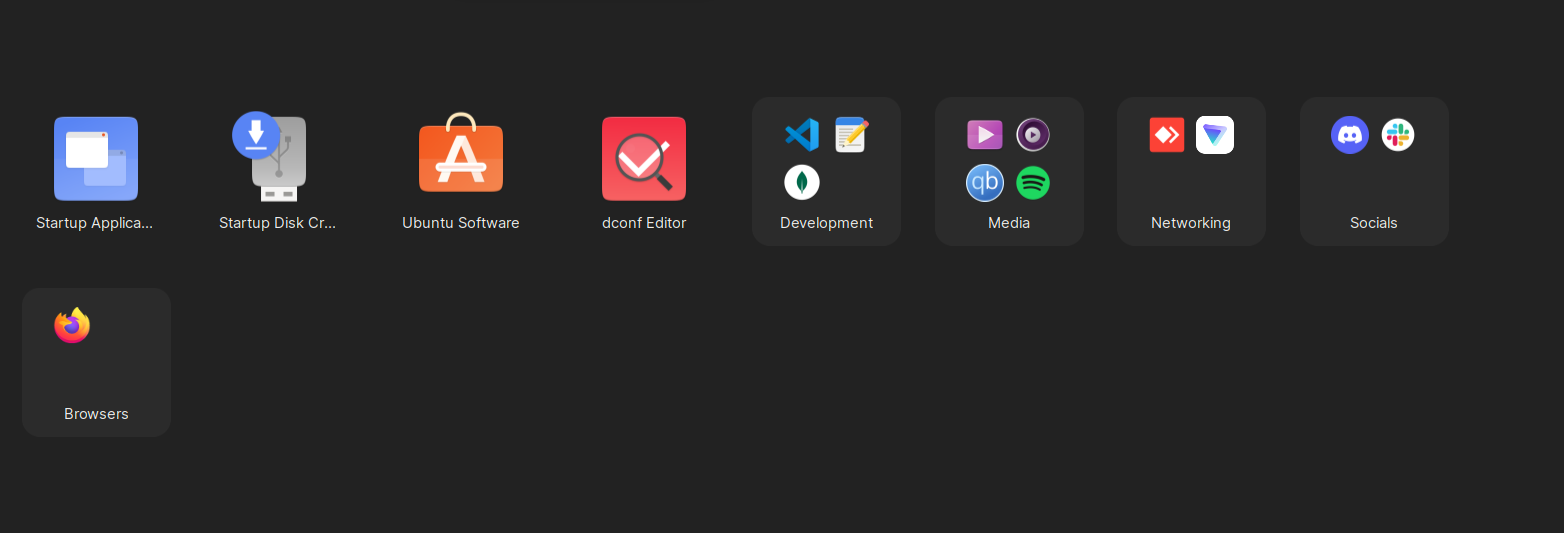 Startup Applica...
Startup Disk Cr...
Ubuntu Software
dconf Editor
Development
qb
Media
Networking
Socials
Browsers